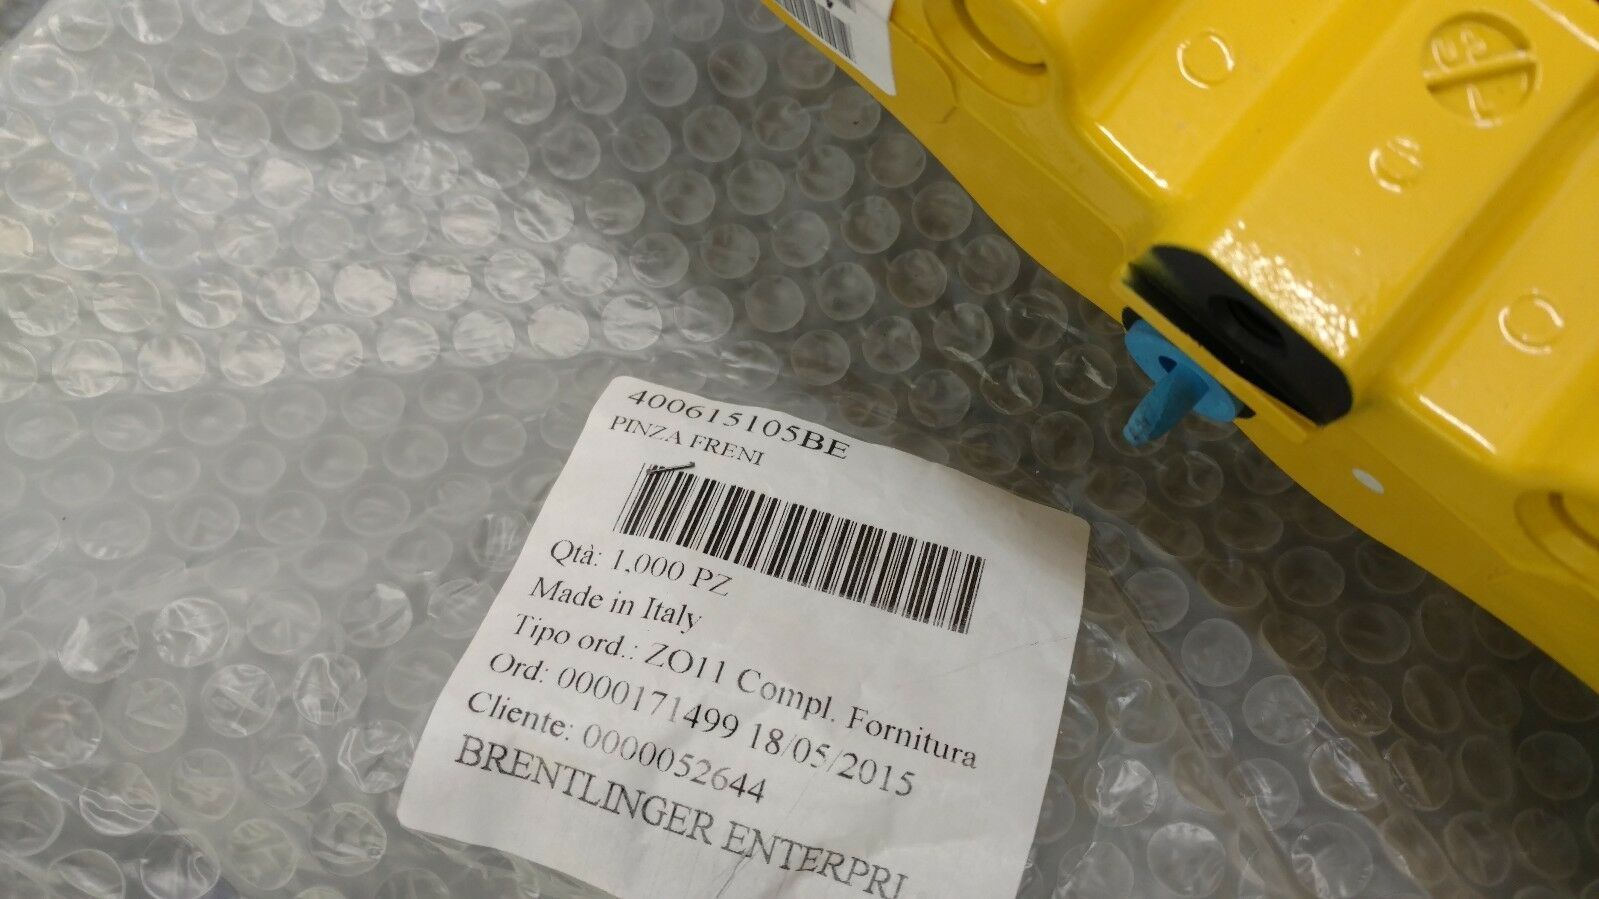 400615105BE
PINZA FRENI
Qtà: 1,000 PZ
Made in Italy
Tipo ord.: ZO11 Compl. Fornitura
Ord: 0000171499 18/05/2015
Cliente: 0000052644
BRENTLINGER ENTERPRI